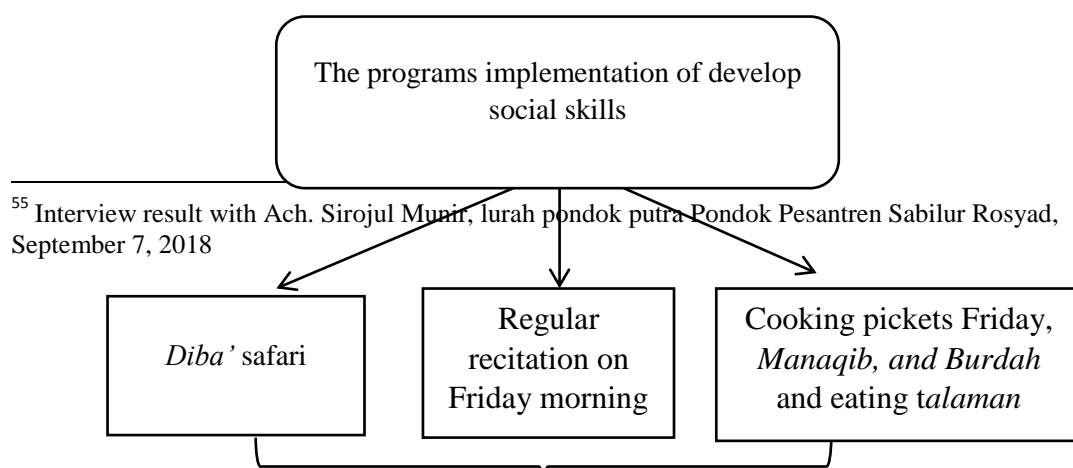 The programs implementation of develop
social skills
55 Interview result with Ach. Sirojul Munir, lurah pondok putra Pondok Pesantren Sabilur Rosyad,
September 7, 2018
Diba’ safari
Regular
recitation on
Friday morning
Cooking pickets Friday,
Manaqib, and Burdah
and eating talaman